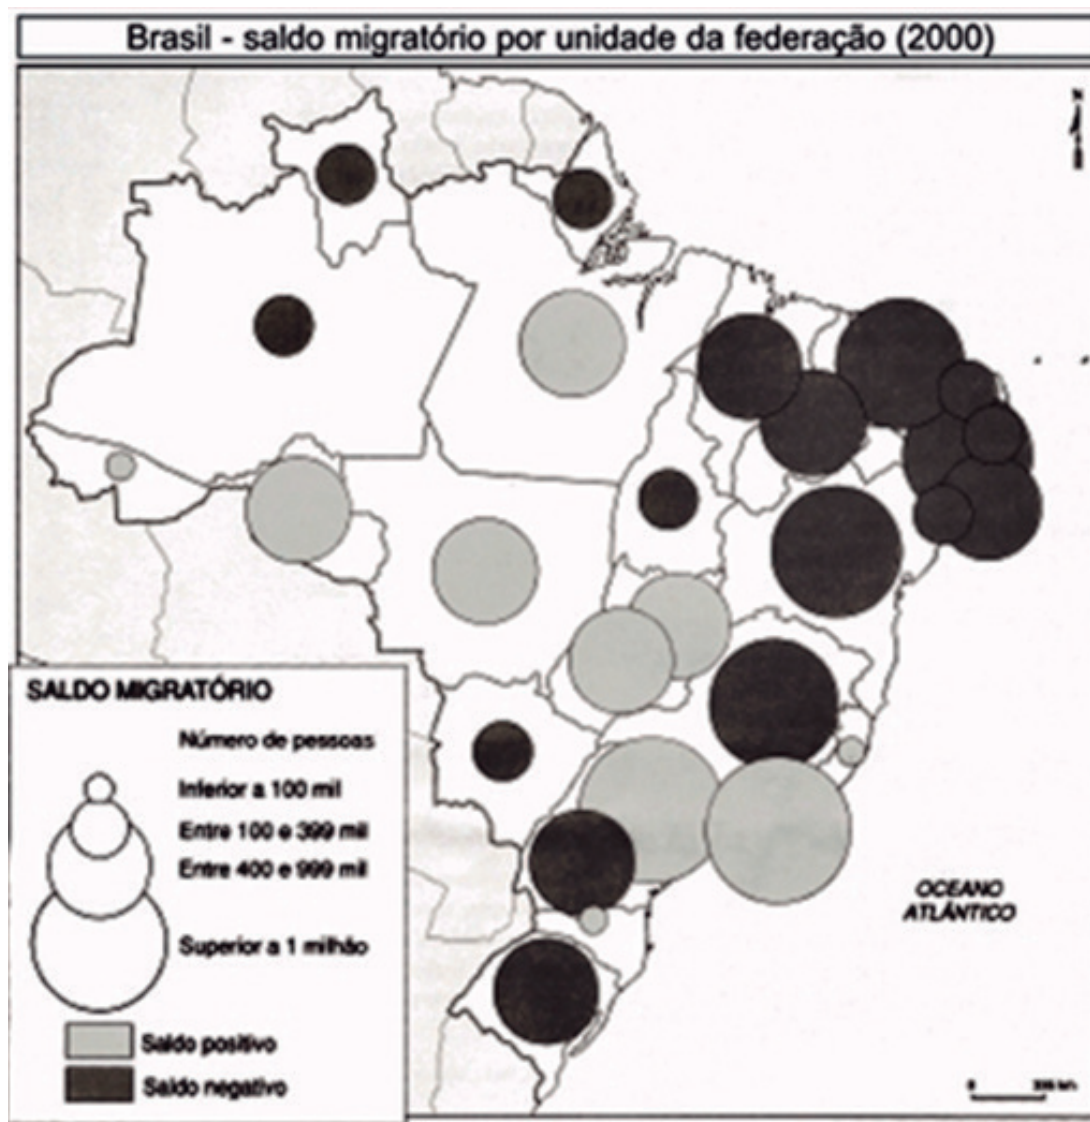 Brasil - saldo migratório por unidade da federação (2000)
N
SALDO MIGRATÓRIO
Número de pessoas
Inferior a 100 mil
Entre 100 e 399 mil
Entre 400 e 999 mil
Superior a 1 milhão
Saldo positivo
Saldo negativo
OCEANO
ATLÂNTICO
0